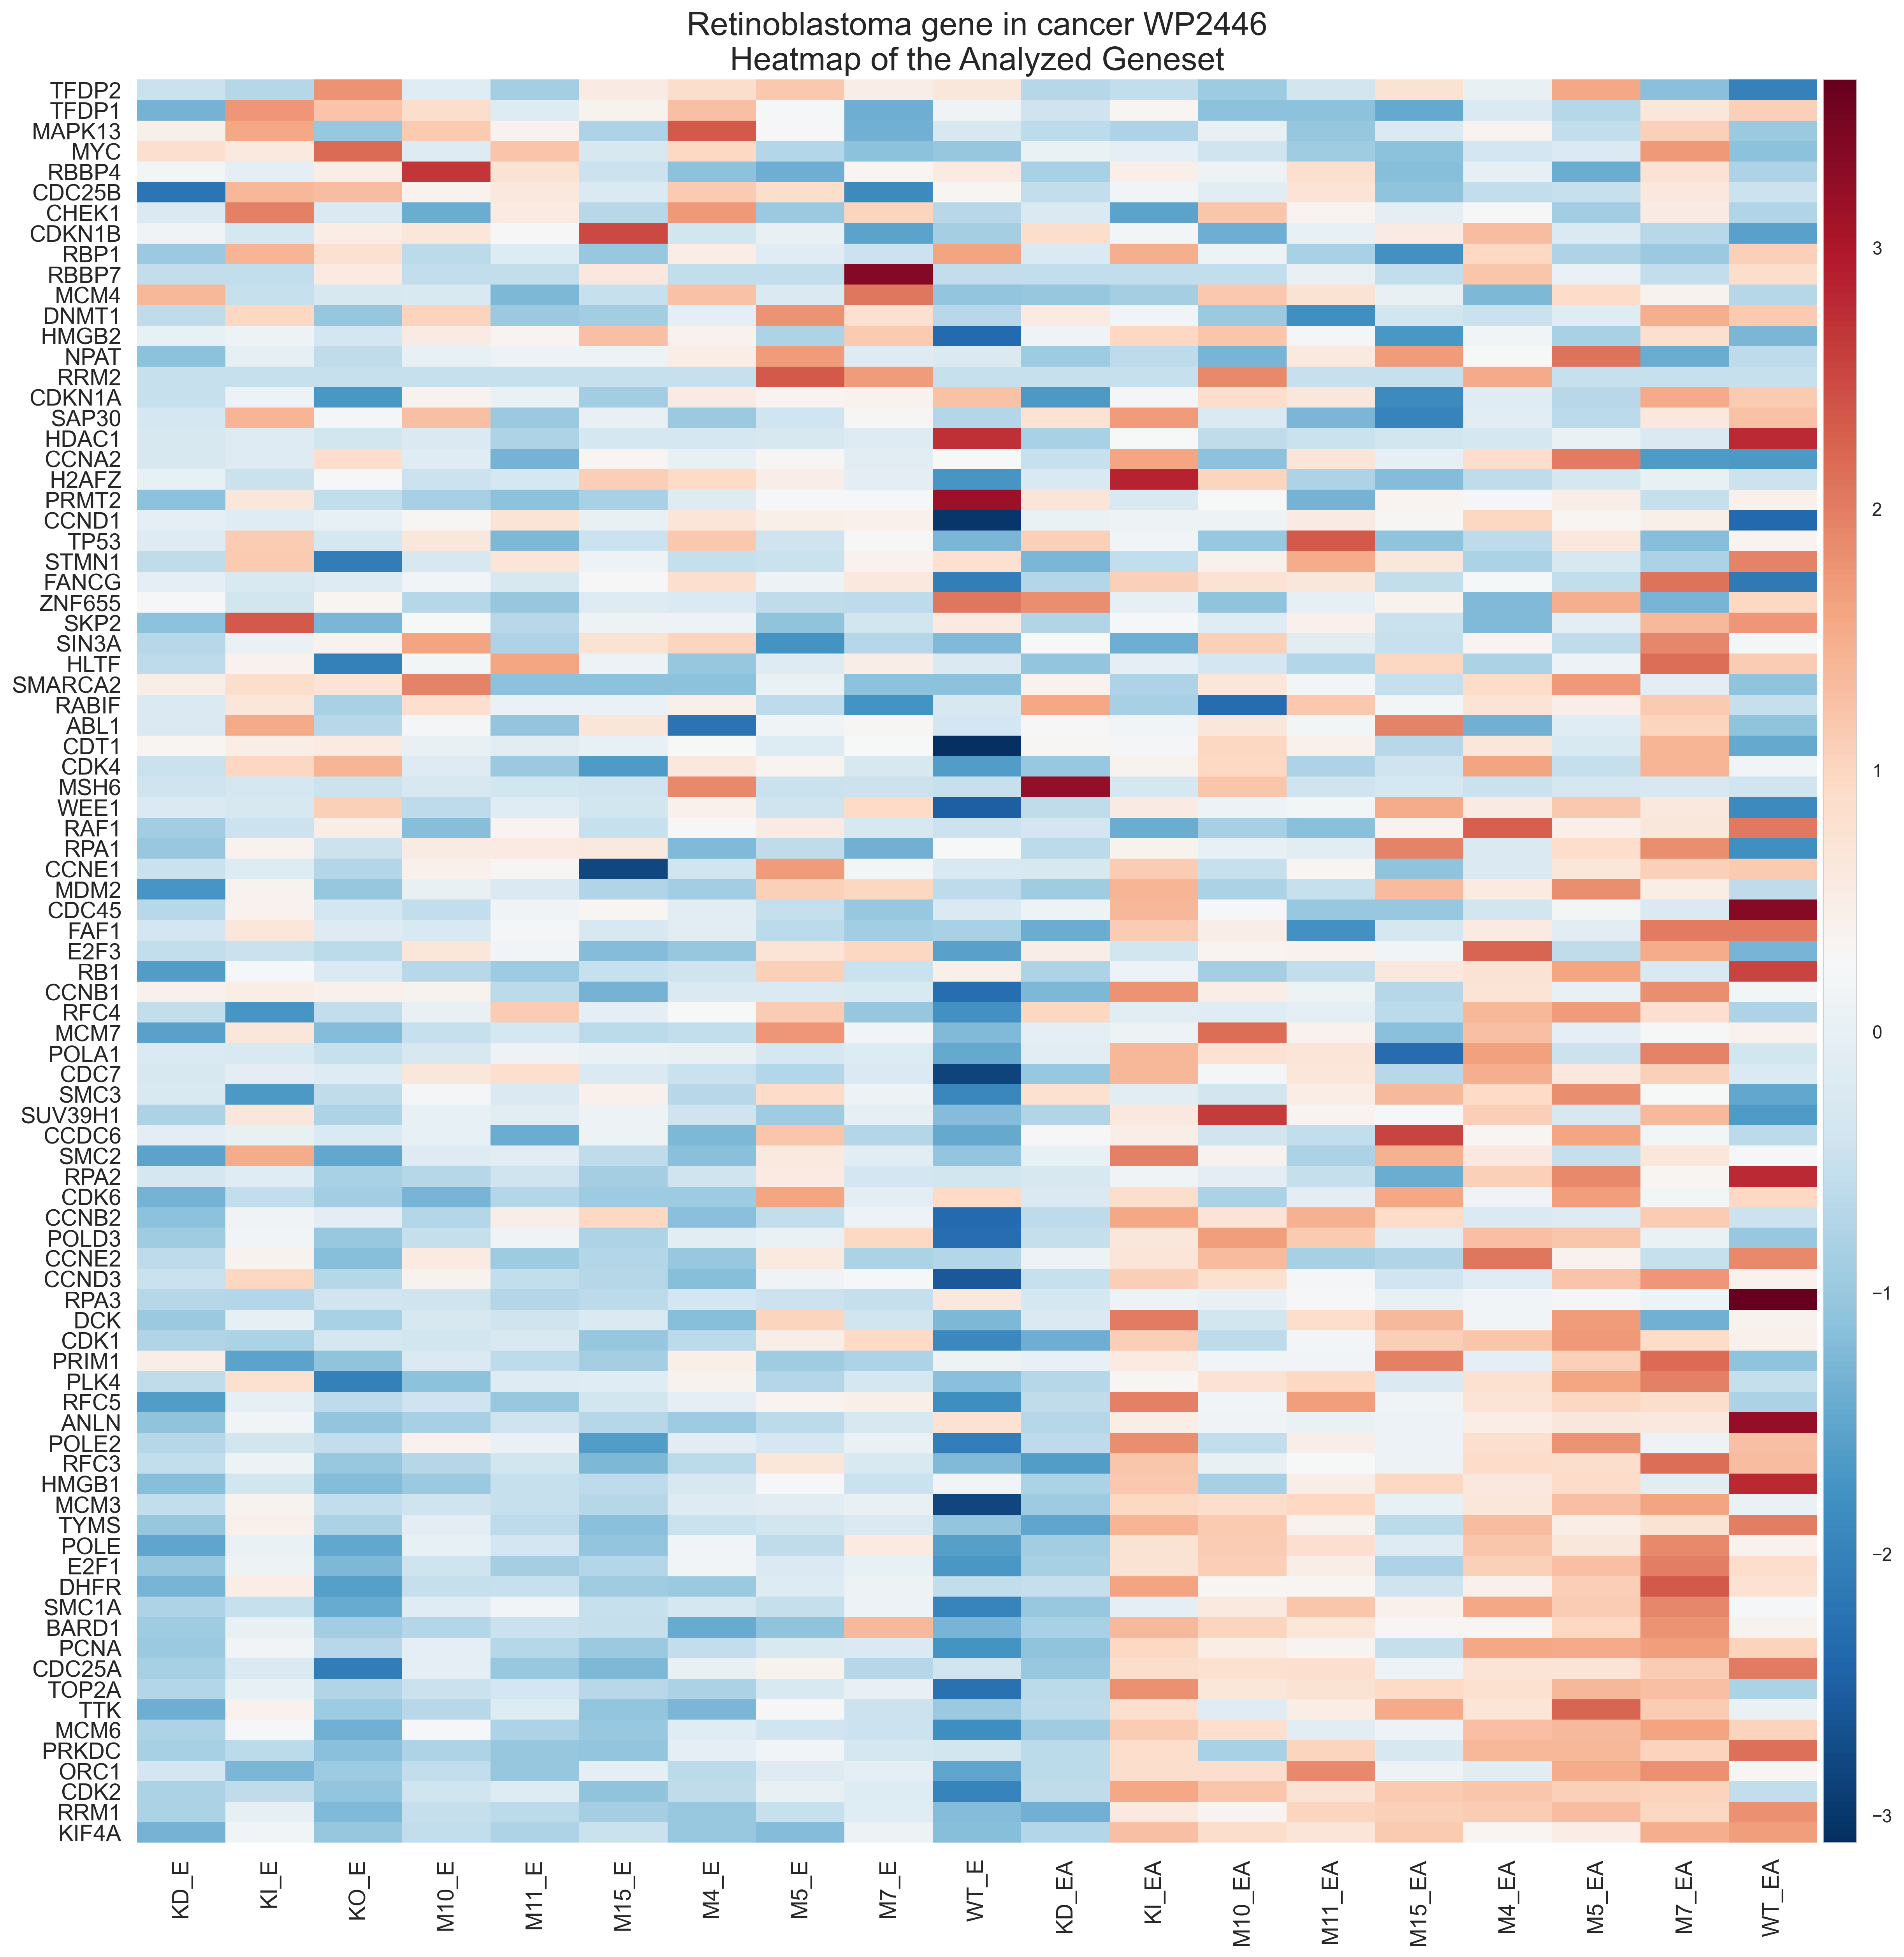 Retinoblastoma gene in cancer WP2446
Heatmap of the Analyzed Geneset
TFDP2
TFDP1
MAPK13
MYC
RBBP4
CDC25B
CHEK1
CDKN1B
RBP1
RBBP7
MCM4
DNMT1
HMGB2
NPAT
RRM2
CDKN1A
SAP30
HDAC1
CCNA2
H2AFZ
PRMT2
CCND1
TP53
STMN1
FANCG
ZNF655
SKP2
SIN3A
HLTF
SMARCA2
RABIF
ABL1
CDT1
CDK4
MSH6
WEE1
RAF1
RPA1
CCNE1
MDM2
CDC45
FAF1
E2F3
RB1
CCNB1
RFC4
MCM7
POLA1
CDC7
SMC3
SUV39H1
CCDC6
SMC2
RPA2
CDK6
CCNB2
POLD3
CCNE2
CCND3
RPA3
DCK
CDK1
PRIM1
PLK4
RFC5
ANLN
POLE2
RFC3
HMGB1
MCM3
TYMS
POLE
E2F1
DHFR
SMC1A
BARD1
PCNA
CDC25A
TOP2A
TTK
MCM6
PRKDC
ORC1
CDK2
RRM1
KIF4A
KD_E
KI_E
KO_E
M10_E
M11_E
M15_E
M4_E
M5_E
M7_E
WT_E
KD_EA
KI_EA
M10_EA
M11_EA
M15_EA
M4_EA
M5_EA
M7_EA
WT_EA
3
2
1
0
−1
−2
−3